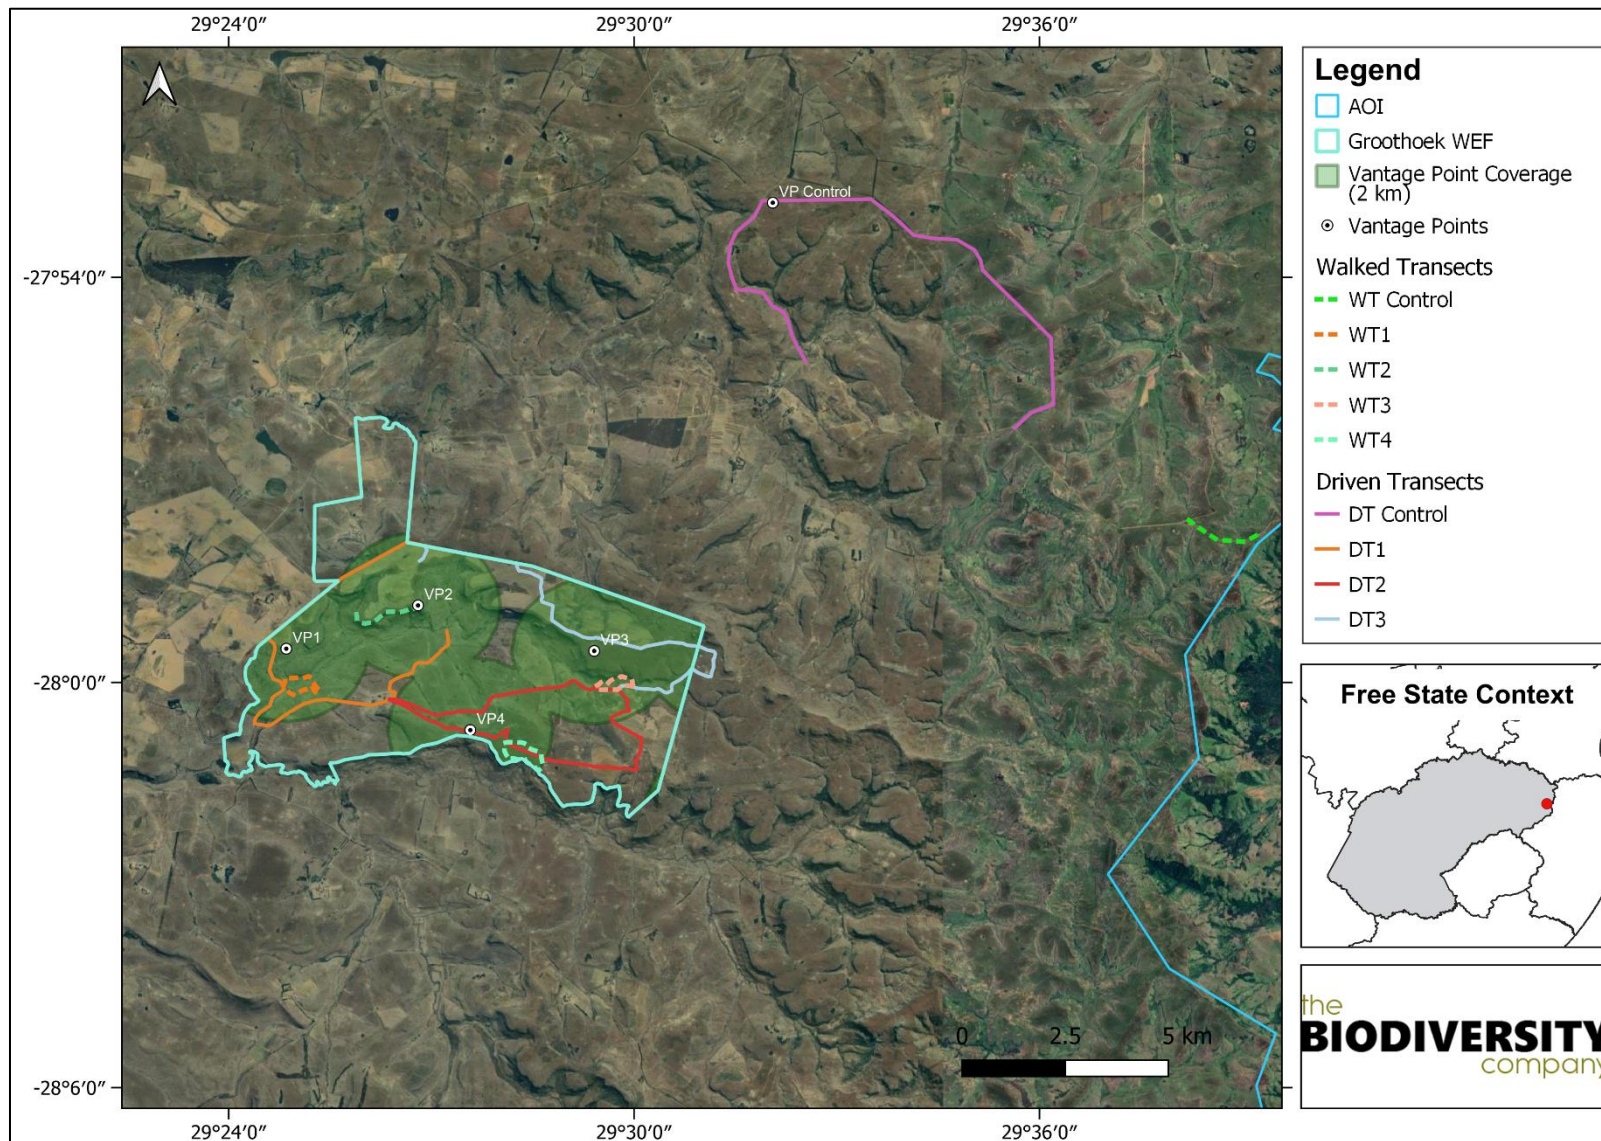 29°24′0″ 29°30′0″ 29°36′0″
-27°54′0″
-28°0′0″
-28°6′0″
VP Control
VP2
VP1
VP3
VP4
0 2.5 5 km
29°24′0″ 29°30′0″ 29°36′0″
Legend
AOI
Groothoek WEF
Vantage Point Coverage
(2 km)
Vantage Points
Walked Transects
WT Control
WT1
WT2
WT3
WT4
Driven Transects
DT Control
DT1
DT2
DT3
Free State Context
the
BIODIVERSITY
company